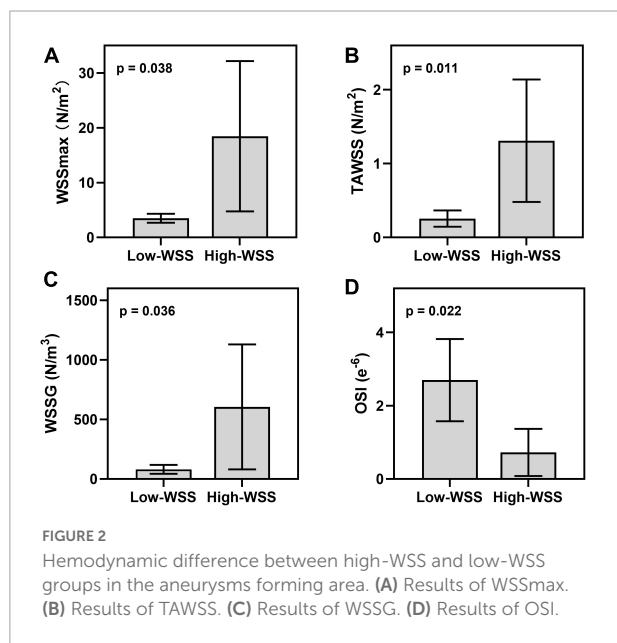 A
p = 0.038
WSSmax (N/m²)
30
20
10
0
Low-WSS High-WSS
B
p = 0.011
TAWSS (N/m²)
2
1
0
Low-WSS High-WSS
C
p = 0.036
WSSG (N/m³)
1500
1000
500
0
Low-WSS High-WSS
D
p = 0.022
OSI (e⁻⁶)
4
2
0
Low-WSS High-WSS
FIGURE 2
Hemodynamic difference between high-WSS and low-WSS
groups in the aneurysms forming area. (A) Results of WSSmax.
(B) Results of TAWSS. (C) Results of WSSG. (D) Results of OSI.